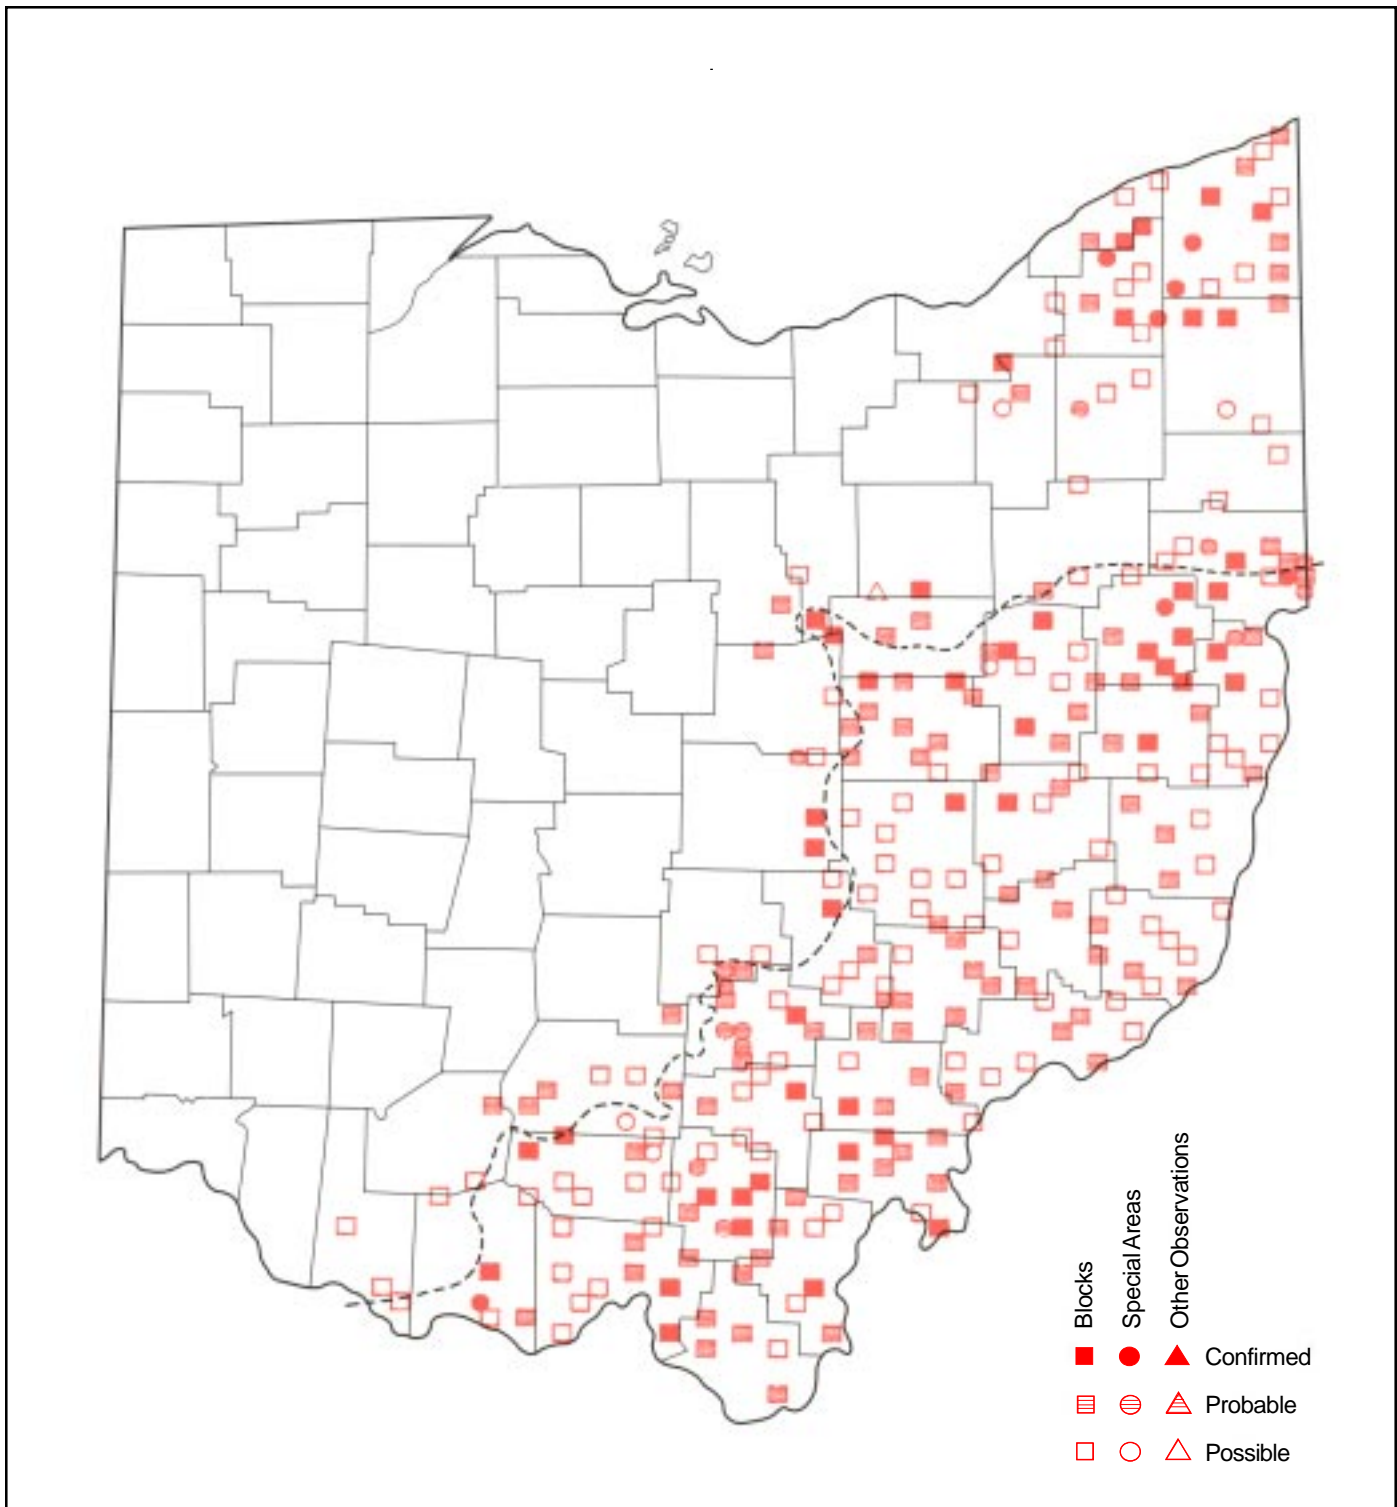 Blocks
Special Areas
Other Observations
Confirmed
Probable
Possible